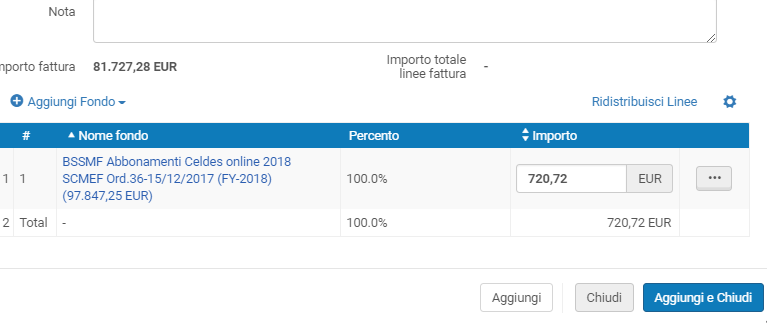 Nota
mporto fattura 81.727,28 EUR Importo totale linee fattura -
Aggiungi Fondo Ridistribuisci Linee
# Nome fondo Percento Importo
1 1 BSSMF Abbonamenti Celdes online 2018
SCMEF Ord.36-15/12/2017 (FY-2018)
(97.847,25 EUR) 100.0% 720,72 EUR ...
2 Total - 100.0% 720,72 EUR
Aggiungi Chiudi Aggiungi e Chiudi